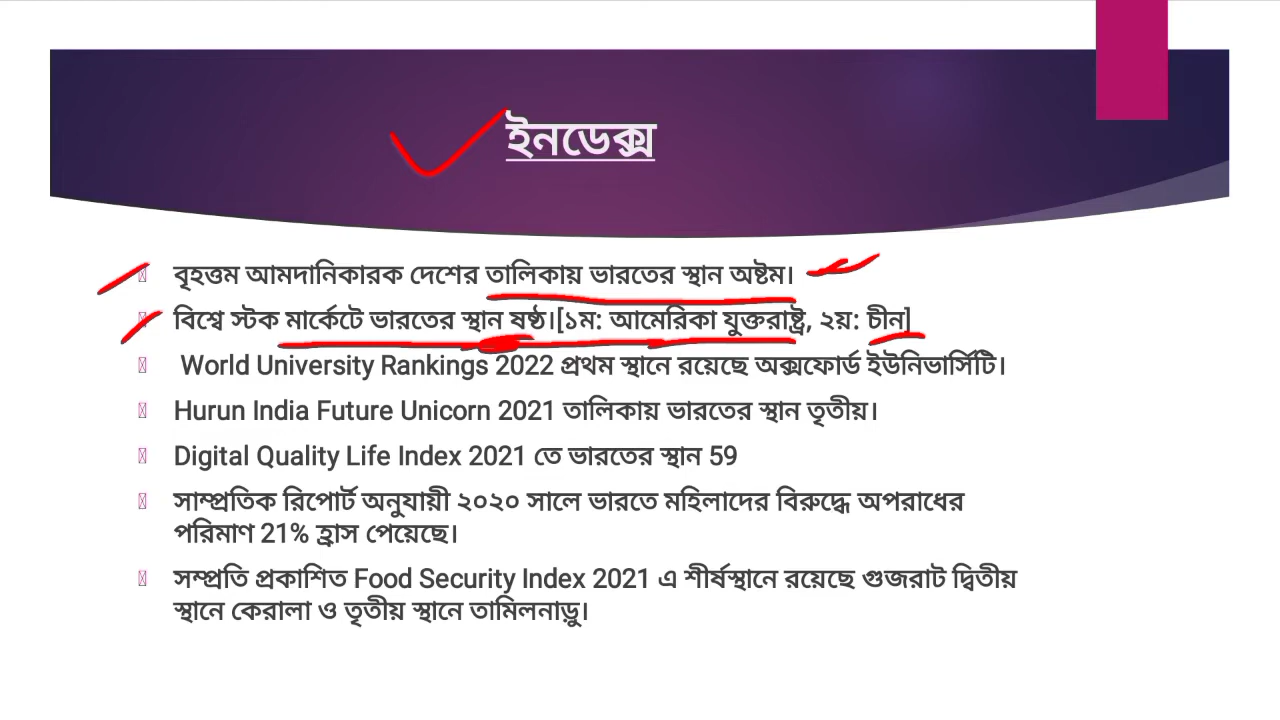 ইনডেক্স
বৃহত্তম আমদানিকারক দেশের তালিকায় ভারতের স্থান অষ্টম।
বিশ্বে স্টক মার্কেটে ভারতের স্থান ষষ্ঠ।[১ম: আমেরিকা যুক্তরাষ্ট্র, ২য়: চীন]
World University Rankings 2022 প্রথম স্থানে রয়েছে অক্সফোর্ড ইউনিভার্সিটি।
Hurun India Future Unicorn 2021 তালিকায় ভারতের স্থান তৃতীয়।
Digital Quality Life Index 2021 তে ভারতের স্থান 59
সাম্প্রতিক রিপোর্ট অনুযায়ী ২০২০ সালে ভারতে মহিলাদের বিরুদ্ধে অপরাধের
পরিমাণ 21% হ্রাস পেয়েছে।
সম্প্রতি প্রকাশিত Food Security Index 2021 এ শীর্ষস্থানে রয়েছে গুজরাট দ্বিতীয়
স্থানে কেরালা ও তৃতীয় স্থানে তামিলনাড়ু।